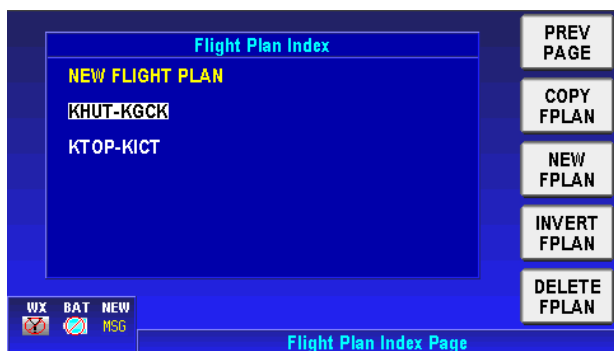 Flight Plan Index
NEW FLIGHT PLAN
KHUT-KGCK
KTOP-KICT
PREV
PAGE
COPY
FPLAN
NEW
FPLAN
INVERT
FPLAN
DELETE
FPLAN
WX BAT NEW
MSG
Flight Plan Index Page